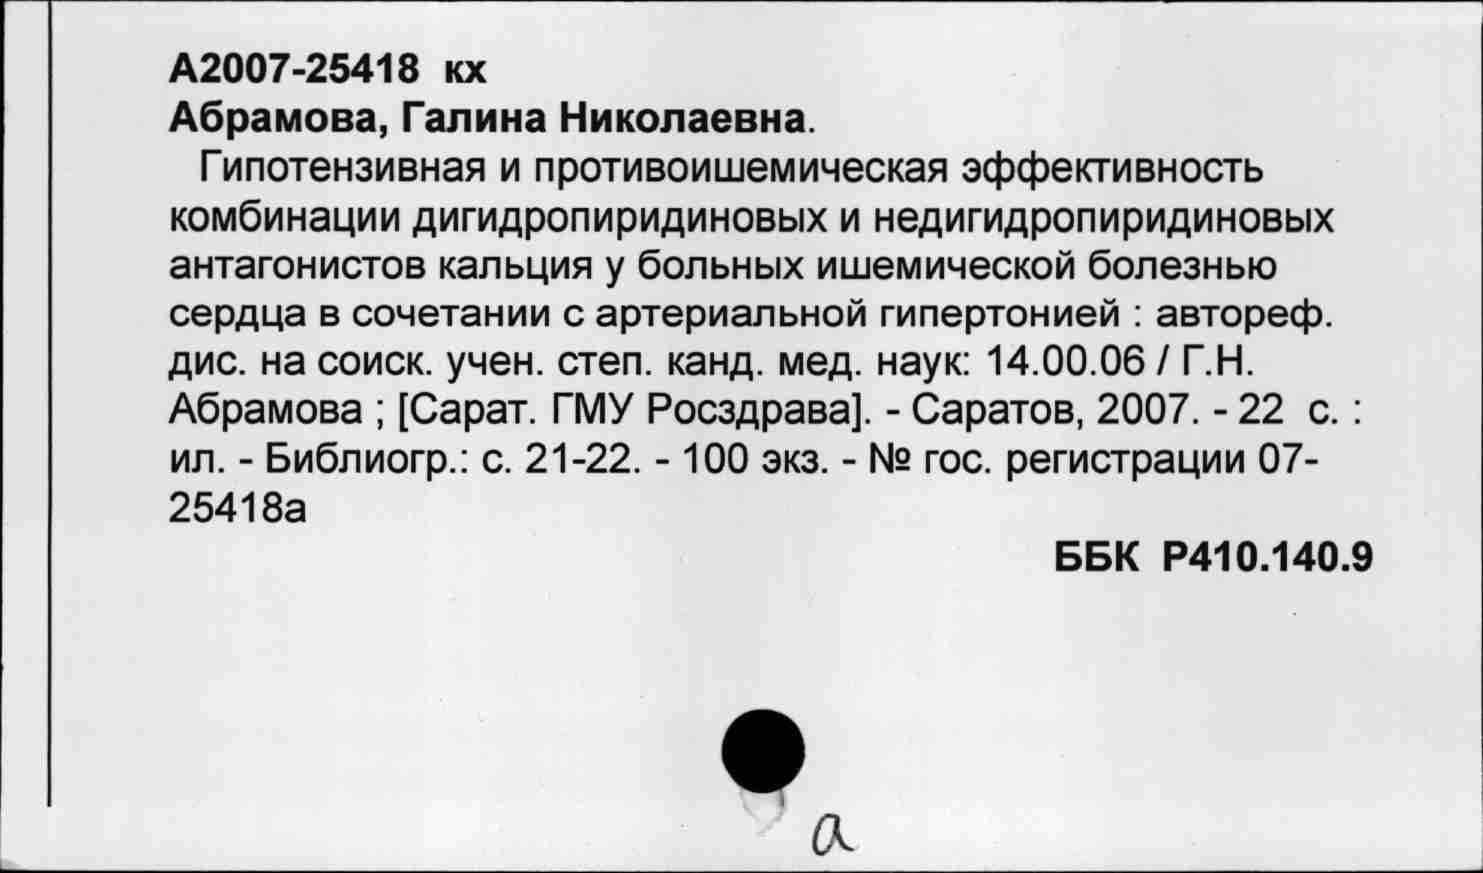 А2007-25418 кх
Абрамова, Галина Николаевна.
Гипотензивная и противоишемическая эффективность
комбинации дигидропиридиновых и недигидропиридиновых
антагонистов кальция у больных ишемической болезнью
сердца в сочетании с артериальной гипертонией : автореф.
дис. на соиск. учен. степ. канд. мед. наук: 14.00.06 / Г.Н.
Абрамова ; [Сарат. ГМУ Росздрава]. - Саратов, 2007. - 22 с. :
ил. - Библиогр.: с. 21-22. - 100 экз. - № гос. регистрации 07-
25418а
ББК Р410.140.9
а